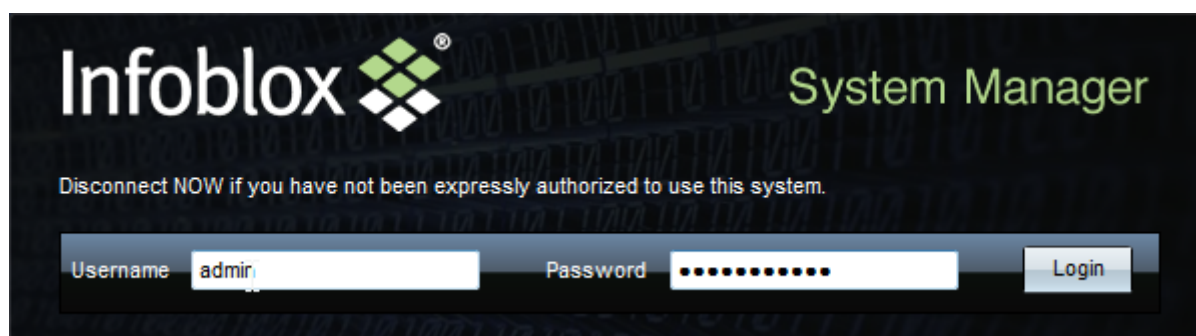 Infoblox ®
System Manager
Disconnect NOW if you have not been expressly authorized to use this system.
Username admin Password ●●●●●●●●●●● Login